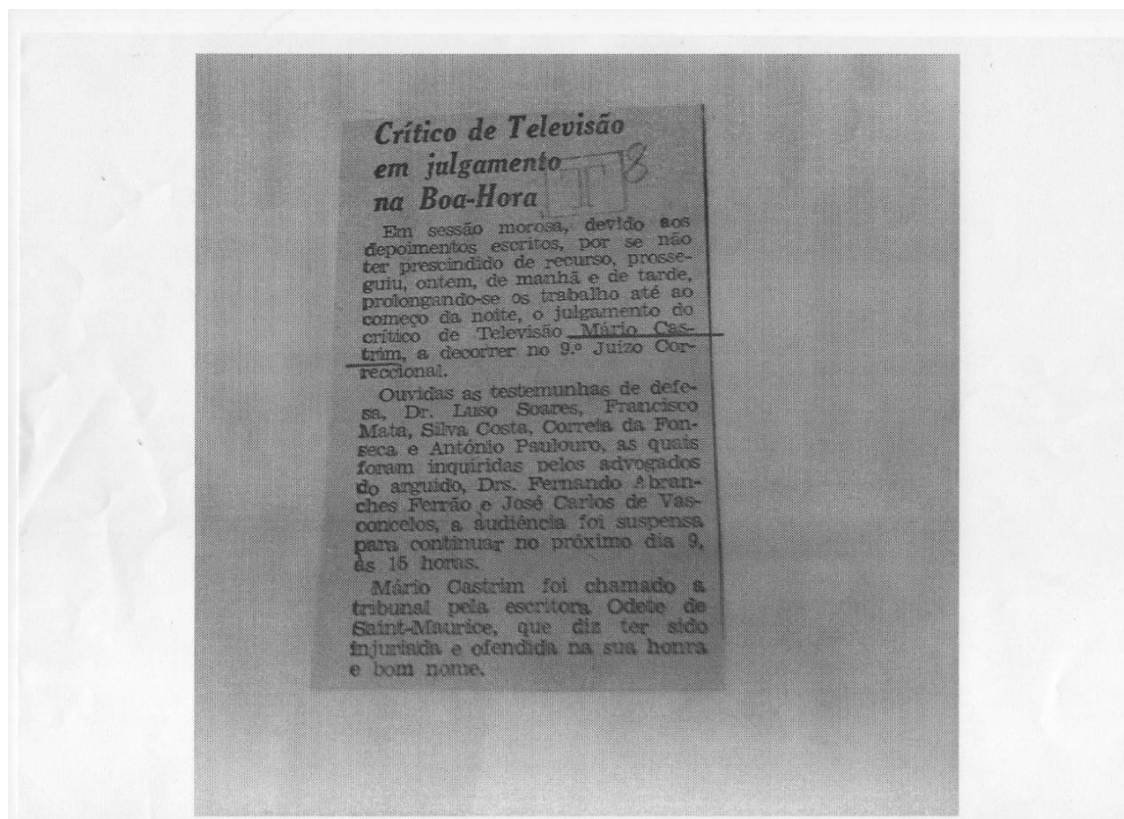 Crítico de Televisão
em julgamento
na Boa-Hora
T 8
Em sessão morosa, devido aos
depoimentos escritos, por se não
ter prescindido de recurso, prosse-
guiu, ontem, de manhã e de tarde,
prolongando-se os trabalho até ao
começo da noite, o julgamento do
crítico de Televisão Mário Cas-
trim, a decorrer no 9.º Juízo Cor-
reccional.
Ouvidas as testemunhas de defe-
sa, Dr. Luso Soares, Francisco
Mata, Silva Costa, Correia da Fon-
seca e António Paulouro, as quais
foram inquiridas pelos advogados
do arguido, Drs. Fernando Abran-
ches Ferrão e José Carlos de Vas-
concelos, a audiência foi suspensa
para continuar no próximo dia 9,
às 15 horas.
Mário Castrim foi chamado a
tribunal pela escritora Odete de
Saint-Maurice, que diz ter sido
injuriada e ofendida na sua honra
e bom nome.